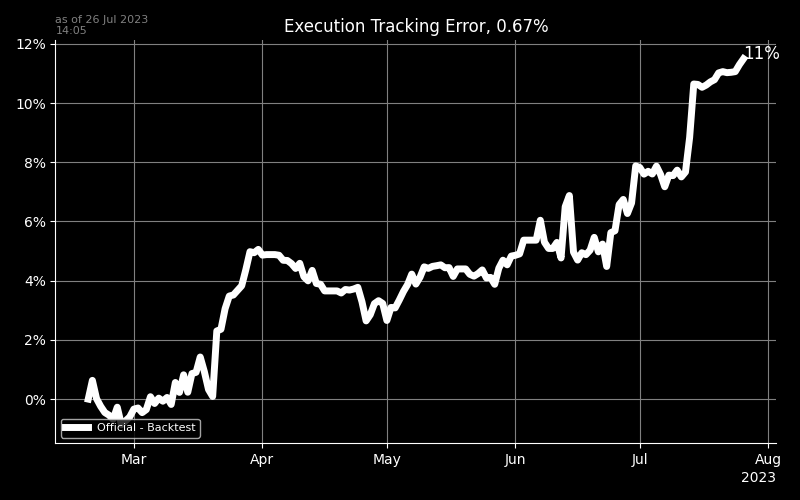 as of 26 Jul 2023
14:05
Execution Tracking Error, 0.67%
12%
11%
10%
8%
6%
4%
2%
0%
Official - Backtest
Mar Apr May Jun Jul Aug
2023